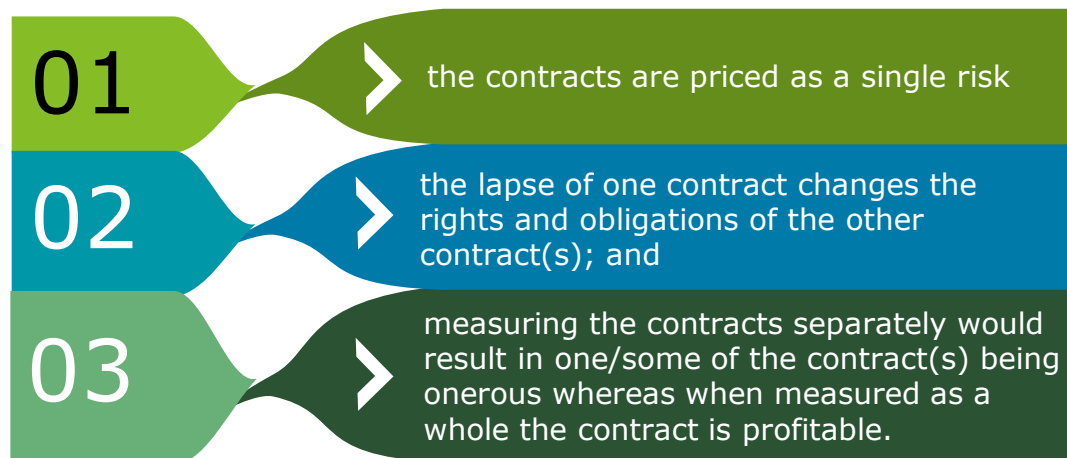 01
the contracts are priced as a single risk
02
the lapse of one contract changes the
rights and obligations of the other
contract(s); and
03
measuring the contracts separately would
result in one/some of the contract(s) being
onerous whereas when measured as a
whole the contract is profitable.